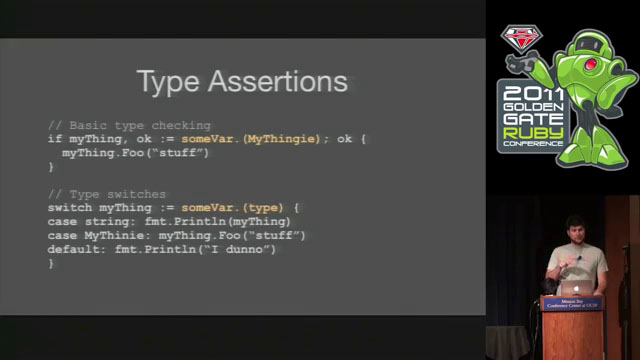 Type Assertions
// Basic type checking
if myThing, ok := someVar.(MyThingie); ok {
myThing.Foo(“stuff”)
}
// Type switches
switch myThing := someVar.(type) {
case string: fmt.Println(myThing)
case MyThinie: myThing.Foo(“stuff”)
default: fmt.Println(“I dunno”)
}
2011
GOLDEN
GATE
RUBY
CONFERENCE
Mission Bay
Conference Center at UCSF